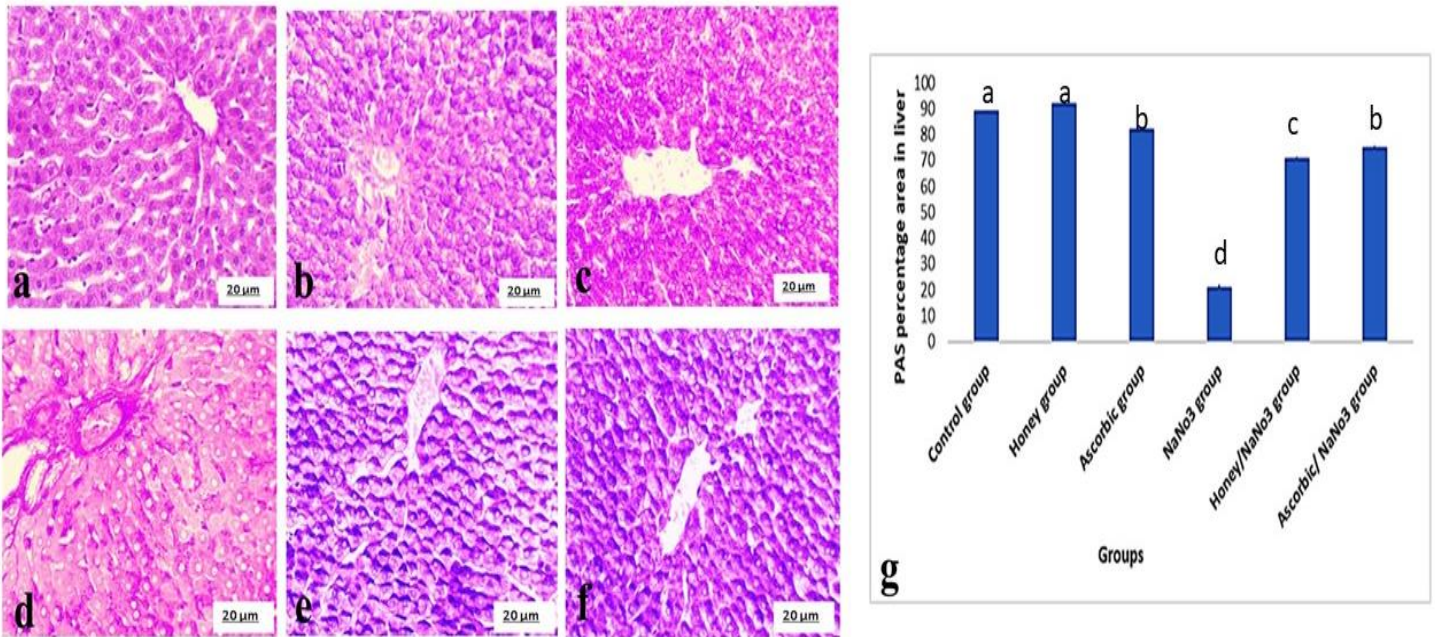 a
20 µm
b
20 µm
c
20 µm
d
20 µm
e
20 µm
f
20 µm
PAS percentage area in liver
100
90
80
70
60
50
40
30
20
10
0
a
a
b
d
c
b
Control group
Honey group
Ascorbic group
NaNo3 group
Honey/NaNo3 group
Ascorbic/ NaNo3 group
Groups
g